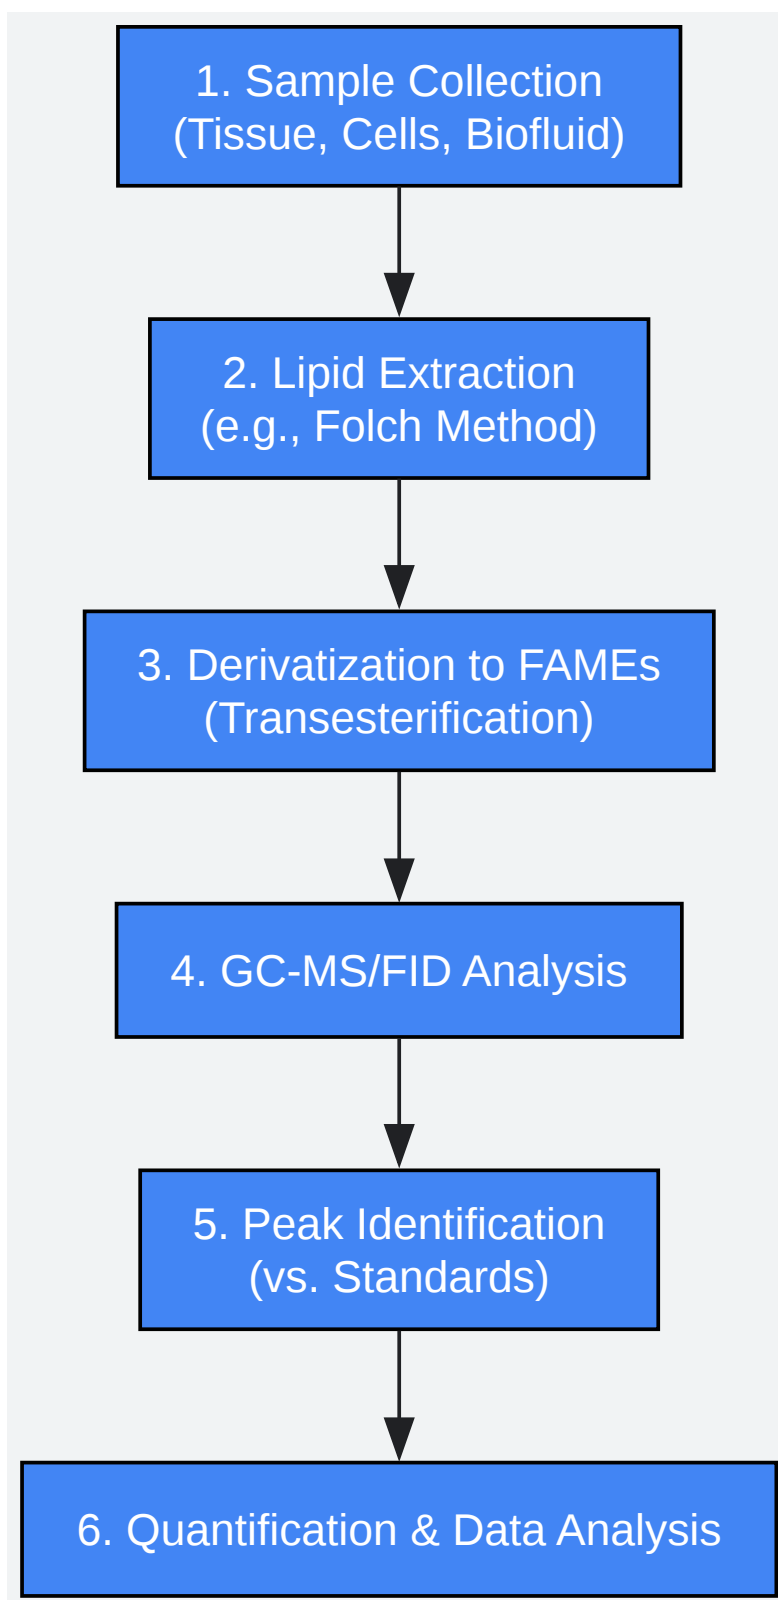 1. Sample Collection
(Tissue, Cells, Biofluid)
2. Lipid Extraction
(e.g., Folch Method)
3. Derivatization to FAMEs
(Transesterification)
4. GC-MS/FID Analysis
5. Peak Identification
(vs. Standards)
6. Quantification & Data Analysis